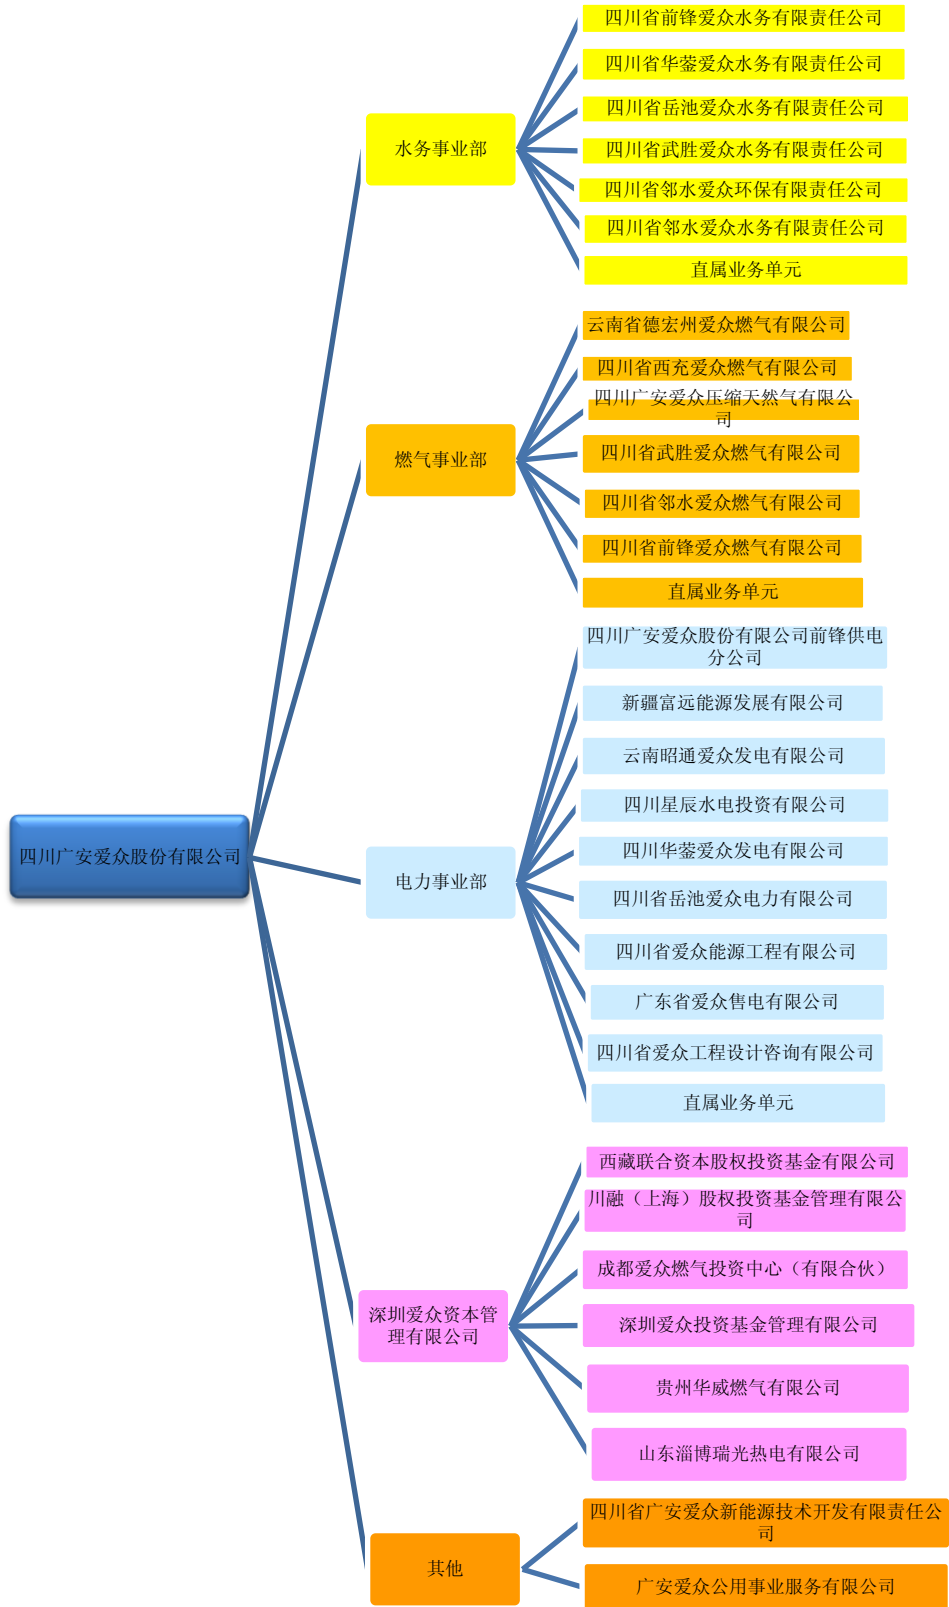 四川省前锋爱众水务有限责任公司
四川省华蓥爱众水务有限责任公司
四川省岳池爱众水务有限责任公司
水务事业部
四川省武胜爱众水务有限责任公司
四川省邻水爱众环保有限责任公司
四川省邻水爱众水务有限责任公司
直属业务单元
云南省德宏州爱众燃气有限公司
四川省西充爱众燃气有限公司
四川广安爱众压缩天然气有限公
司
燃气事业部
四川省武胜爱众燃气有限公司
四川省邻水爱众燃气有限公司
四川省前锋爱众燃气有限公司
直属业务单元
四川广安爱众股份有限公司前锋供电
分公司
新疆富远能源发展有限公司
云南昭通爱众发电有限公司
四川星辰水电投资有限公司
四川广安爱众股份有限公司
四川华蓥爱众发电有限公司
电力事业部
四川省岳池爱众电力有限公司
四川省爱众能源工程有限公司
广东省爱众售电有限公司
四川省爱众工程设计咨询有限公司
直属业务单元
西藏联合资本股权投资基金有限公司
川融（上海）股权投资基金管理有限公
司
成都爱众燃气投资中心（有限合伙）
深圳爱众资本管
理有限公司
深圳爱众投资基金管理有限公司
贵州华威燃气有限公司
山东淄博瑞光热电有限公司
四川省广安爱众新能源技术开发有限责任公
司
其他
广安爱众公用事业服务有限公司